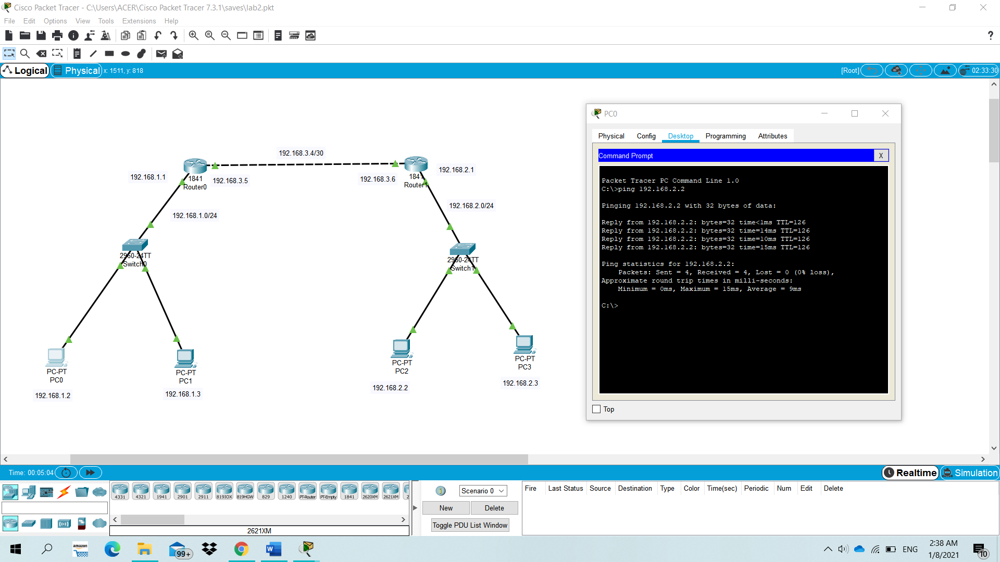 Cisco Packet Tracer - C:\Users\ACER\Cisco Packet Tracer 7.3.1\saves\lab2.pkt
File Edit Options View Tools Extensions Help
?
Logical Physical x: 1511, y: 818
[Root] 02:33:30
192.168.3.4/30
192.168.1.1
1841
Router0
192.168.3.5
192.168.3.6
1841
Router1
192.168.2.1
192.168.1.0/24
192.168.2.0/24
2960-24TT
Switch0
2960-24TT
Switch1
PC-PT
PC0
192.168.1.2
PC-PT
PC1
192.168.1.3
PC-PT
PC2
192.168.2.2
PC-PT
PC3
192.168.2.3
PC0
Physical Config Desktop Programming Attributes
Command Prompt
X
Packet Tracer PC Command Line 1.0
C:\>ping 192.168.2.2
Pinging 192.168.2.2 with 32 bytes of data:
Reply from 192.168.2.2: bytes=32 time<1ms TTL=126
Reply from 192.168.2.2: bytes=32 time=14ms TTL=126
Reply from 192.168.2.2: bytes=32 time=10ms TTL=126
Reply from 192.168.2.2: bytes=32 time=15ms TTL=126
Ping statistics for 192.168.2.2:
Packets: Sent = 4, Received = 4, Lost = 0 (0% loss),
Approximate round trip times in milli-seconds:
Minimum = 0ms, Maximum = 15ms, Average = 9ms
C:\>
Top
Time: 00:05:04
Realtime Simulation
4331 4321 1941 2901 2911 819IOX 819HGW 829 1240 PT-Router PT-Empty 1841 2620XM 2621XM 2
2621XM
1
Scenario 0
New Delete
Toggle PDU List Window
Fire Last Status Source Destination Type Color Time(sec) Periodic Num Edit Delete
amazon
99+
W
ENG
2:38 AM
1/8/2021
10